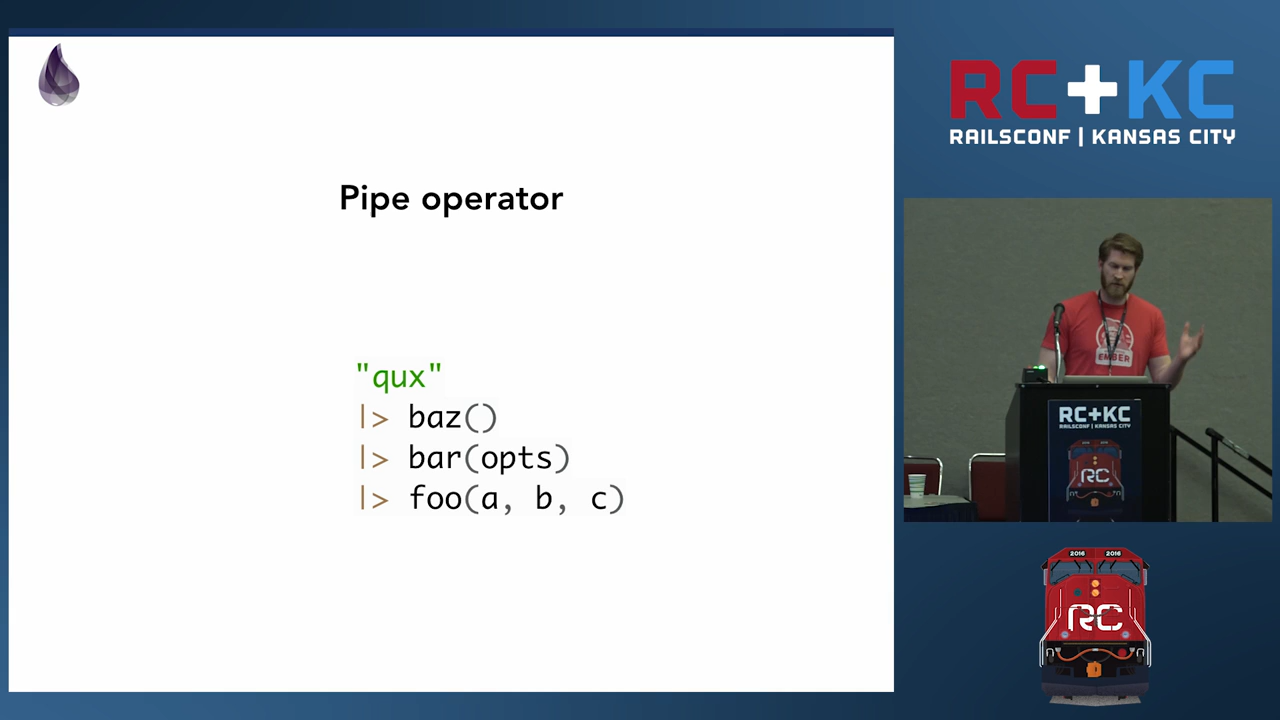 Pipe operator
"qux"
|> baz()
|> bar(opts)
|> foo(a, b, c)
RC+KC
RAILSCONF | KANSAS CITY
EMBER
RC+KC
RAILSCONF | KANSAS CITY
RC
2016 2016
RC